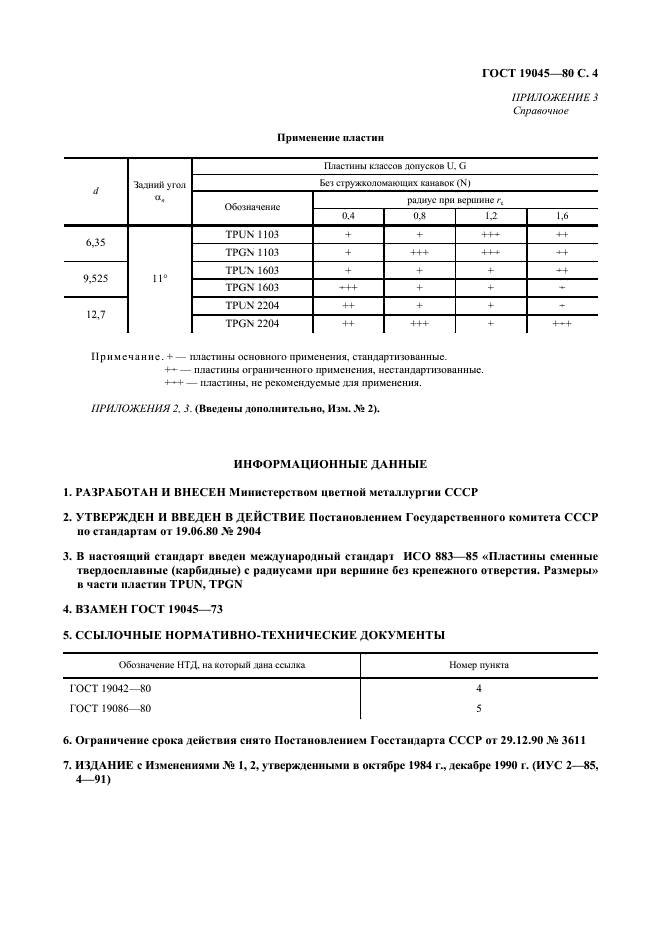 ГОСТ 19045—80 С. 4
ПРИЛОЖЕНИЕ 3
Справочное
Применение пластин
d
Задний угол
αn
Пластины классов допусков U, G
Без стружколомающих канавок (N)
Обозначение
радиус при вершине rε
0,4 0,8 1,2 1,6
6,35 11° TPUN 1103 + + +++ ++
TPGN 1103 + +++ +++ ++
9,525 TPUN 1603 + + + ++
TPGN 1603 +++ + + +
12,7 TPUN 2204 ++ + + +
TPGN 2204 ++ +++ + +++
Примечание. + — пластины основного применения, стандартизованные.
++ — пластины ограниченного применения, нестандартизованные.
+++ — пластины, не рекомендуемые для применения.
ПРИЛОЖЕНИЯ 2, 3. (Введены дополнительно, Изм. № 2).
ИНФОРМАЦИОННЫЕ ДАННЫЕ
1. РАЗРАБОТАН И ВНЕСЕН Министерством цветной металлургии СССР
2. УТВЕРЖДЕН И ВВЕДЕН В ДЕЙСТВИЕ Постановлением Государственного комитета СССР
по стандартам от 19.06.80 № 2904
3. В настоящий стандарт введен международный стандарт ИСО 883—85 «Пластины сменные
твердосплавные (карбидные) с радиусами при вершине без крепежного отверстия. Размеры»
в части пластин TPUN, TPGN
4. ВЗАМЕН ГОСТ 19045—73
5. ССЫЛОЧНЫЕ НОРМАТИВНО-ТЕХНИЧЕСКИЕ ДОКУМЕНТЫ
Обозначение НТД, на который дана ссылка Номер пункта
ГОСТ 19042—80 4
ГОСТ 19086—80 5
6. Ограничение срока действия снято Постановлением Госстандарта СССР от 29.12.90 № 3611
7. ИЗДАНИЕ с Изменениями № 1, 2, утвержденными в октябре 1984 г., декабре 1990 г. (ИУС 2—85,
4—91)